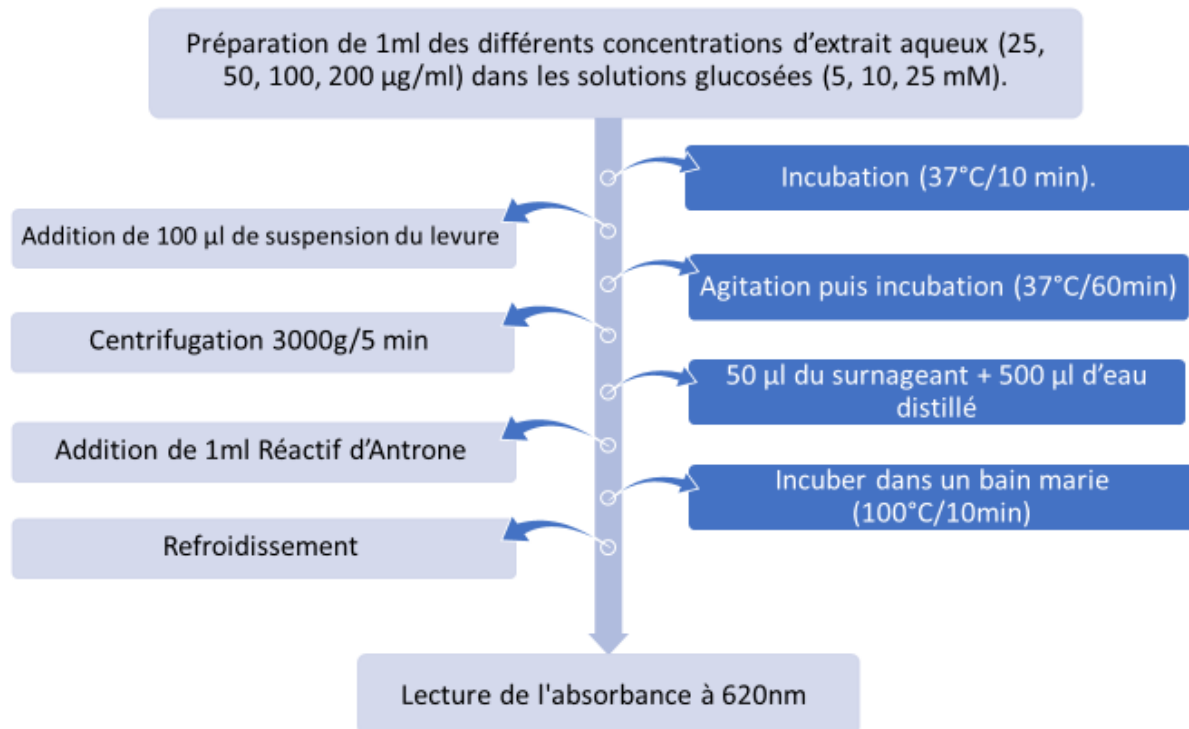 Préparation de 1ml des différents concentrations d'extrait aqueux (25,
50, 100, 200 µg/ml) dans les solutions glucosées (5, 10, 25 mM).
Incubation (37°C/10 min).
Addition de 100 µl de suspension du levure
Agitation puis incubation (37°C/60min)
Centrifugation 3000g/5 min
50 µl du surnageant + 500 µl d'eau
distillé
Addition de 1ml Réactif d'Antrone
Incuber dans un bain marie
(100°C/10min)
Refroidissement
Lecture de l'absorbance à 620nm